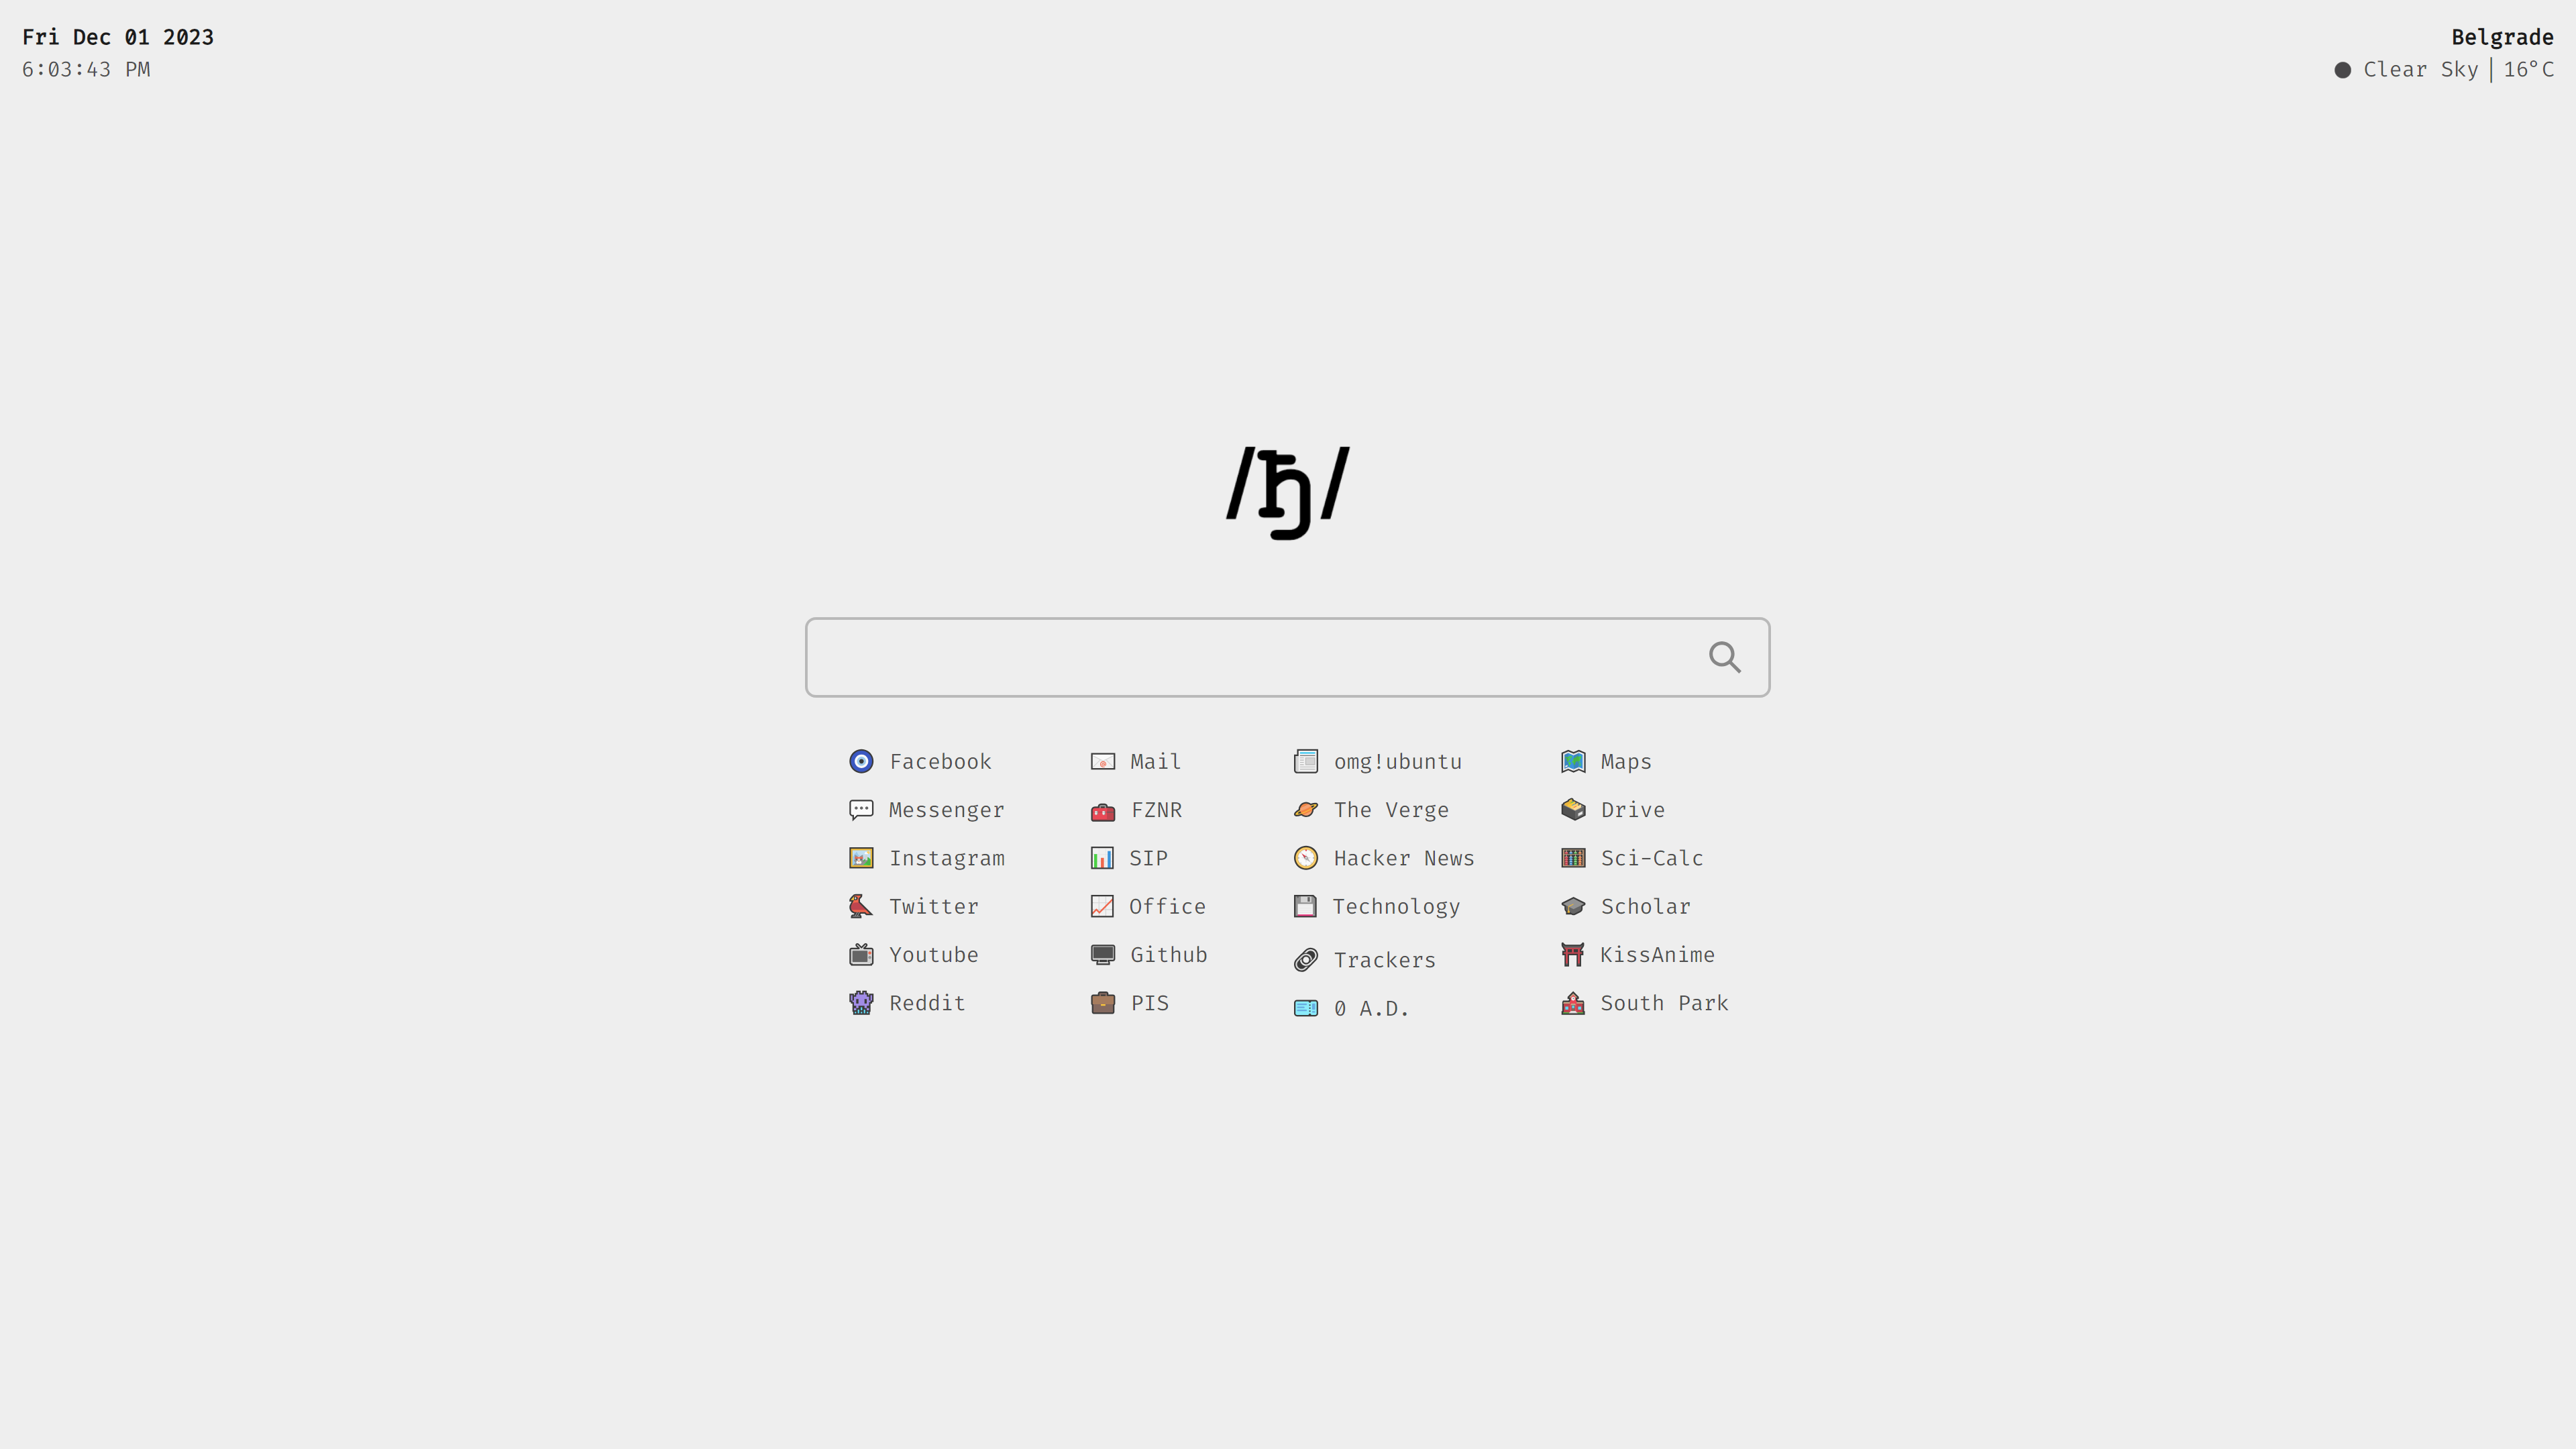 Fri Dec 01 2023
6:03:43 PM
Belgrade
Clear Sky│16°C
/ђ/
Facebook
Messenger
Instagram
Twitter
Youtube
Reddit
Mail
FZNR
SIP
Office
Github
PIS
omg!ubuntu
The Verge
Hacker News
Technology
Trackers
0 A.D.
Maps
Drive
Sci-Calc
Scholar
KissAnime
South Park